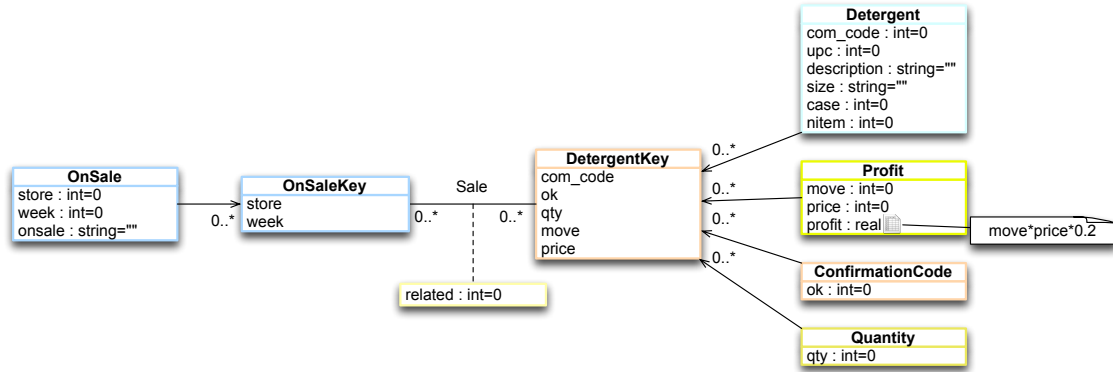 OnSale
store : int=0
week : int=0
onsale : string=""
0..*
OnSaleKey
store
week
Sale
0..*
0..*
related : int=0
DetergentKey
com_code
ok
qty
move
price
0..*
0..*
0..*
0..*
Detergent
com_code : int=0
upc : int=0
description : string=""
size : string=""
case : int=0
nitem : int=0
Profit
move : int=0
price : int=0
profit : real
move*price*0.2
ConfirmationCode
ok : int=0
Quantity
qty : int=0